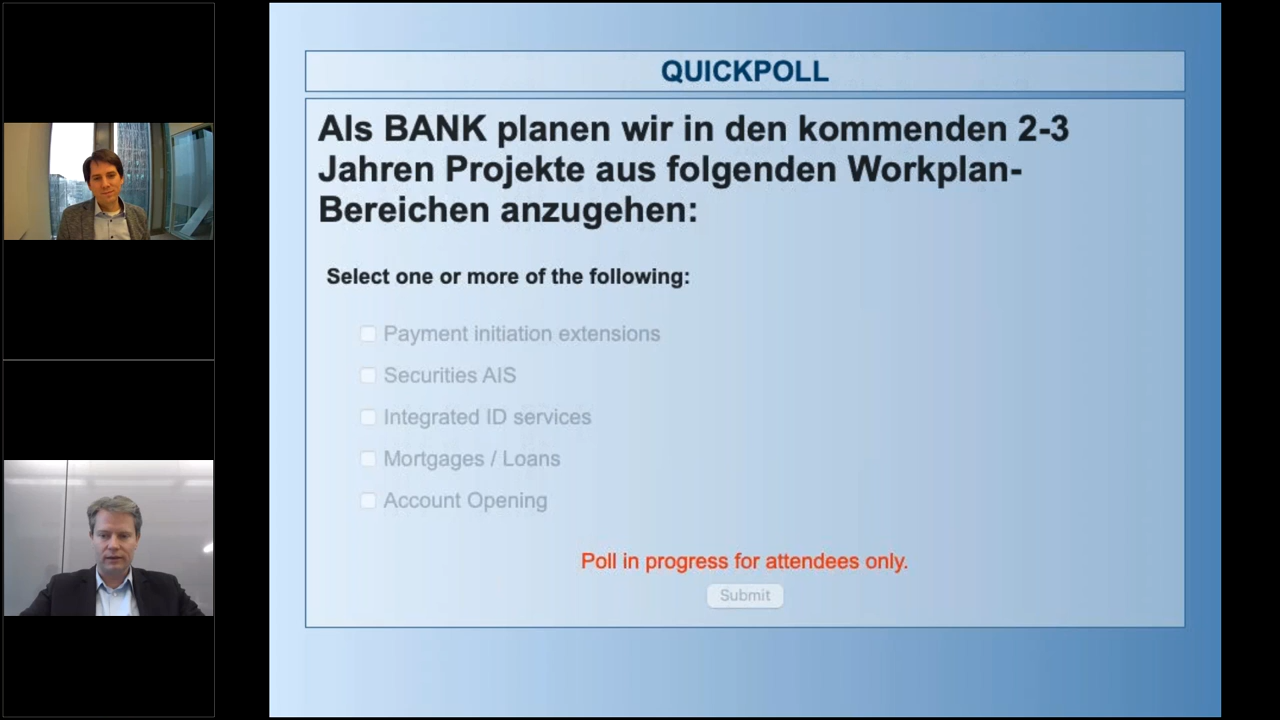 QUICKPOLL
Als BANK planen wir in den kommenden 2-3
Jahren Projekte aus folgenden Workplan-
Bereichen anzugehen:
Select one or more of the following:
Payment initiation extensions
Securities AIS
Integrated ID services
Mortgages / Loans
Account Opening
Poll in progress for attendees only.
Submit